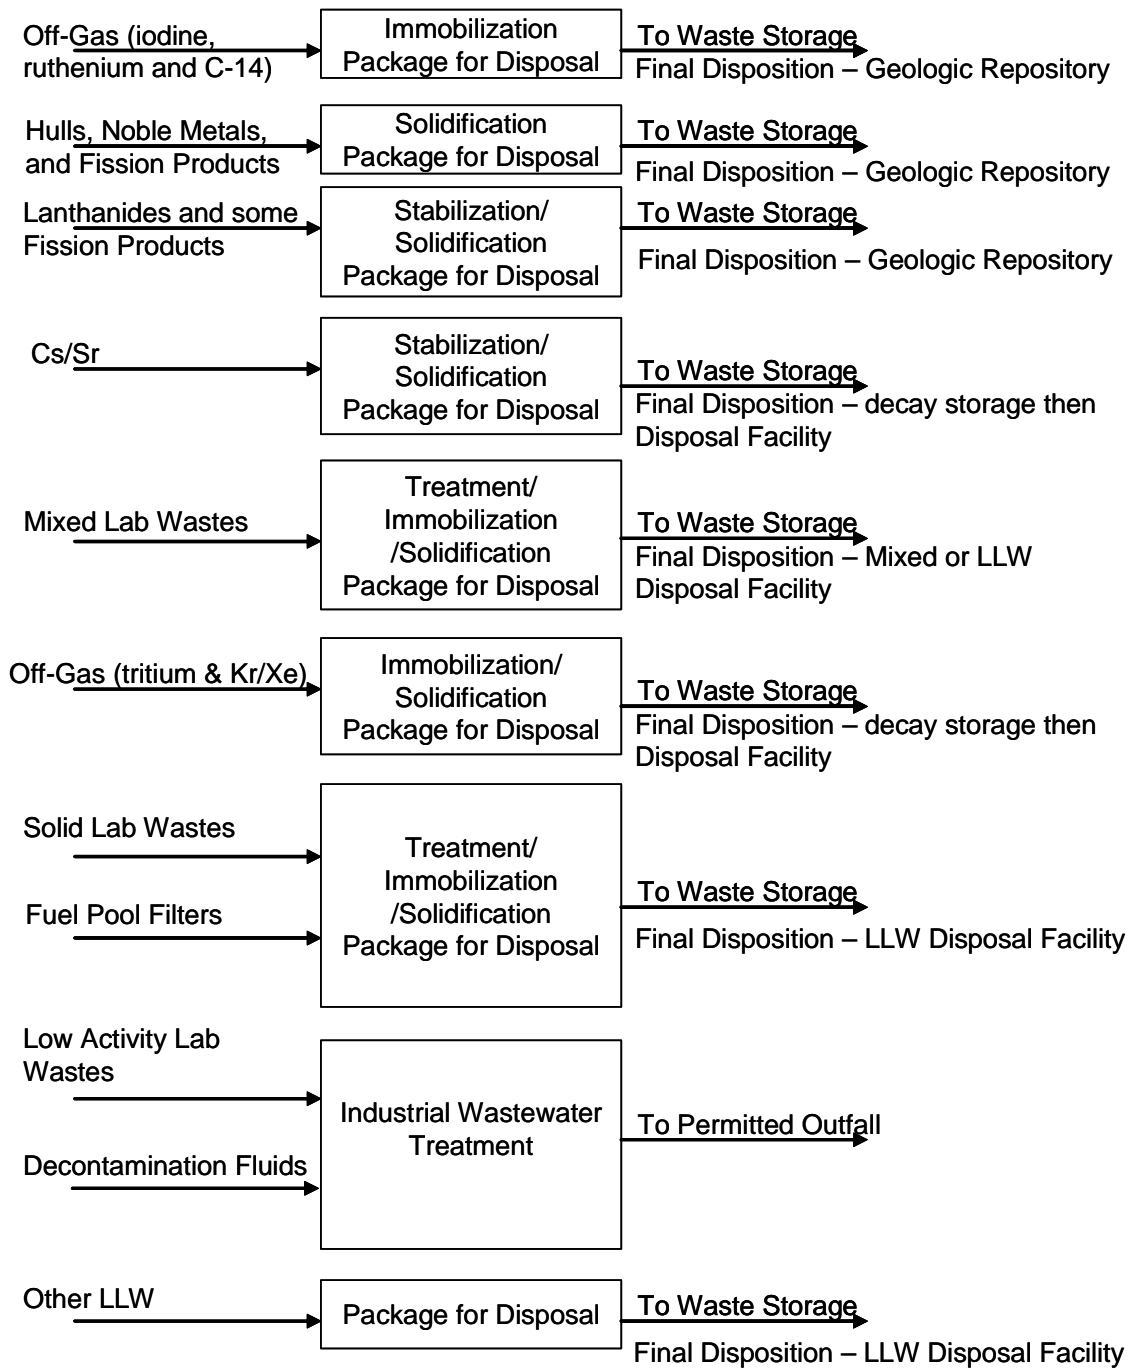 Off-Gas (iodine,
ruthenium and C-14)
Immobilization
Package for Disposal
To Waste Storage
Final Disposition – Geologic Repository
Hulls, Noble Metals,
and Fission Products
Solidification
Package for Disposal
To Waste Storage
Final Disposition – Geologic Repository
Lanthanides and some
Fission Products
Stabilization/
Solidification
Package for Disposal
To Waste Storage
Final Disposition – Geologic Repository
Cs/Sr
Stabilization/
Solidification
Package for Disposal
To Waste Storage
Final Disposition – decay storage then
Disposal Facility
Mixed Lab Wastes
Treatment/
Immobilization
/Solidification
Package for Disposal
To Waste Storage
Final Disposition – Mixed or LLW
Disposal Facility
Off-Gas (tritium & Kr/Xe)
Immobilization/
Solidification
Package for Disposal
To Waste Storage
Final Disposition – decay storage then
Disposal Facility
Solid Lab Wastes
Fuel Pool Filters
Treatment/
Immobilization
/Solidification
Package for Disposal
To Waste Storage
Final Disposition – LLW Disposal Facility
Low Activity Lab
Wastes
Decontamination Fluids
Industrial Wastewater
Treatment
To Permitted Outfall
Other LLW
Package for Disposal
To Waste Storage
Final Disposition – LLW Disposal Facility